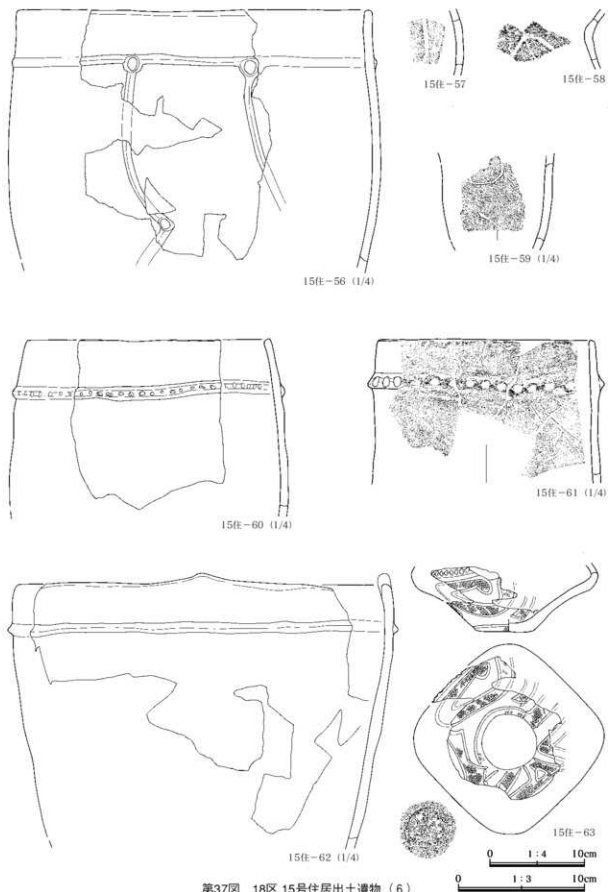 15住-57
15住-58
15住-59 (1/4)
15住-56 (1/4)
15住-60 (1/4)
15住-61 (1/4)
15住-62 (1/4)
15住-63
0 1:4 10cm
0 1:3 10cm
第37図 18区 15号住居出土遺物（6）